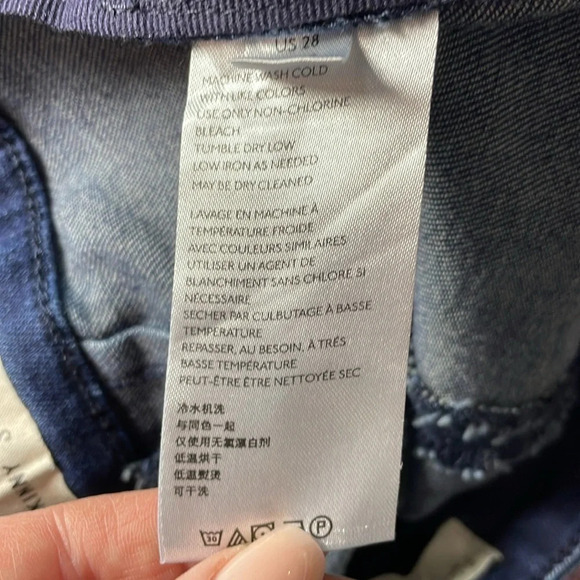 US 28
MACHINE WASH COLD
WITH LIKE COLORS
USE ONLY NON-CHLORINE
BLEACH
TUMBLE DRY LOW
LOW IRON AS NEEDED
MAY BE DRY CLEANED
LAVAGE EN MACHINE À
TEMPÉRATURE FROIDE
AVEC COULEURS SIMILAIRES
UTILISER UN AGENT DE
BLANCHIMENT SANS CHLORE SI
NÉCESSAIRE
SECHER PAR CULBUTAGE À BASSE
TEMPERATURE
REPASSER, AU BESOIN, À TRÉS
BASSE TEMPÉRATURE
PEUT-ÊTRE ÊTRE NETTOYÉE SEC
冷水机洗
与同色一起
仅使用无氯漂白剂
低温烘干
低温熨烫
可干洗
30
P